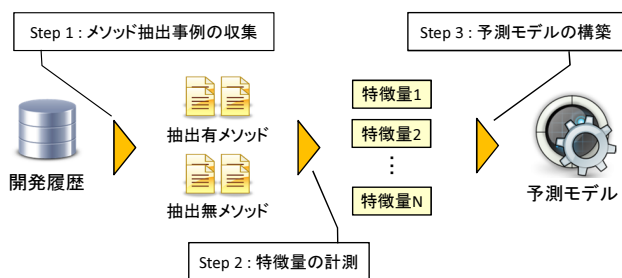 Step 1 : メソッド抽出事例の収集
Step 3 : 予測モデルの構築
開発履歴
抽出有メソッド
抽出無メソッド
特徴量1
特徴量2
⋮
特徴量N
予測モデル
Step 2 : 特徴量の計測